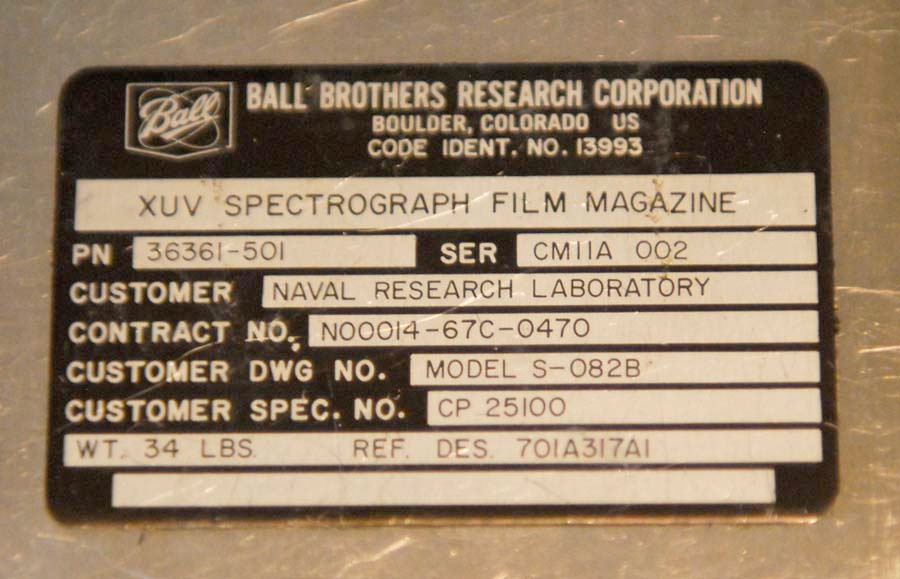 Ball
BALL BROTHERS RESEARCH CORPORATION
BOULDER, COLORADO US
CODE IDENT. NO. 13993
XUV SPECTROGRAPH FILM MAGAZINE
PN 36361-501 SER CM11A 002
CUSTOMER NAVAL RESEARCH LABORATORY
CONTRACT NO. N00014-67C-0470
CUSTOMER DWG NO. MODEL S-082B
CUSTOMER SPEC. NO. CP 25100
WT. 34 LBS. REF. DES. 701A317A1